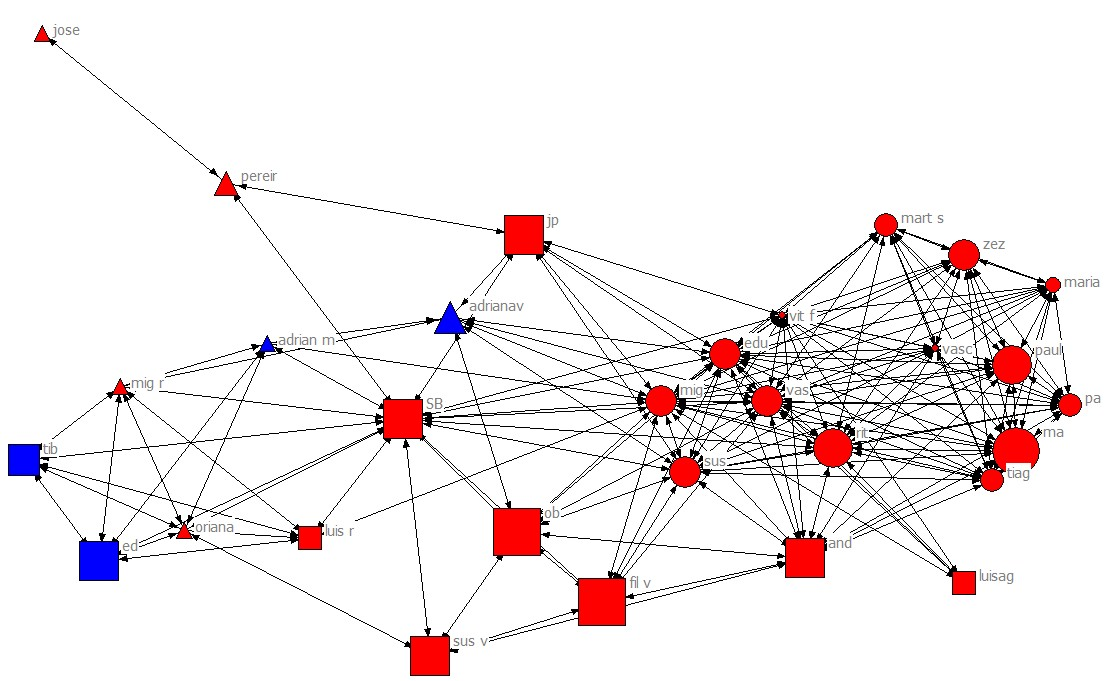 jose
pereir
mart s
jp
zez
maria
adrianav
vit f
adrian m
edu
vasc
paul
mig r
mig
vas
pa
SB
rit
ma
tib
sus
tiag
oriana
luis r
ob
ed
and
luisag
fil v
sus v